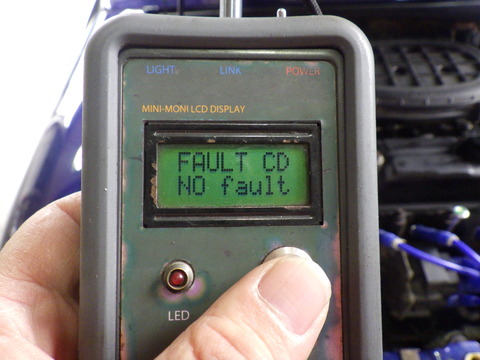 LIGHT LINK POWER
MINI-MONI LCD DISPLAY
FAULT CD
NO fault
LED